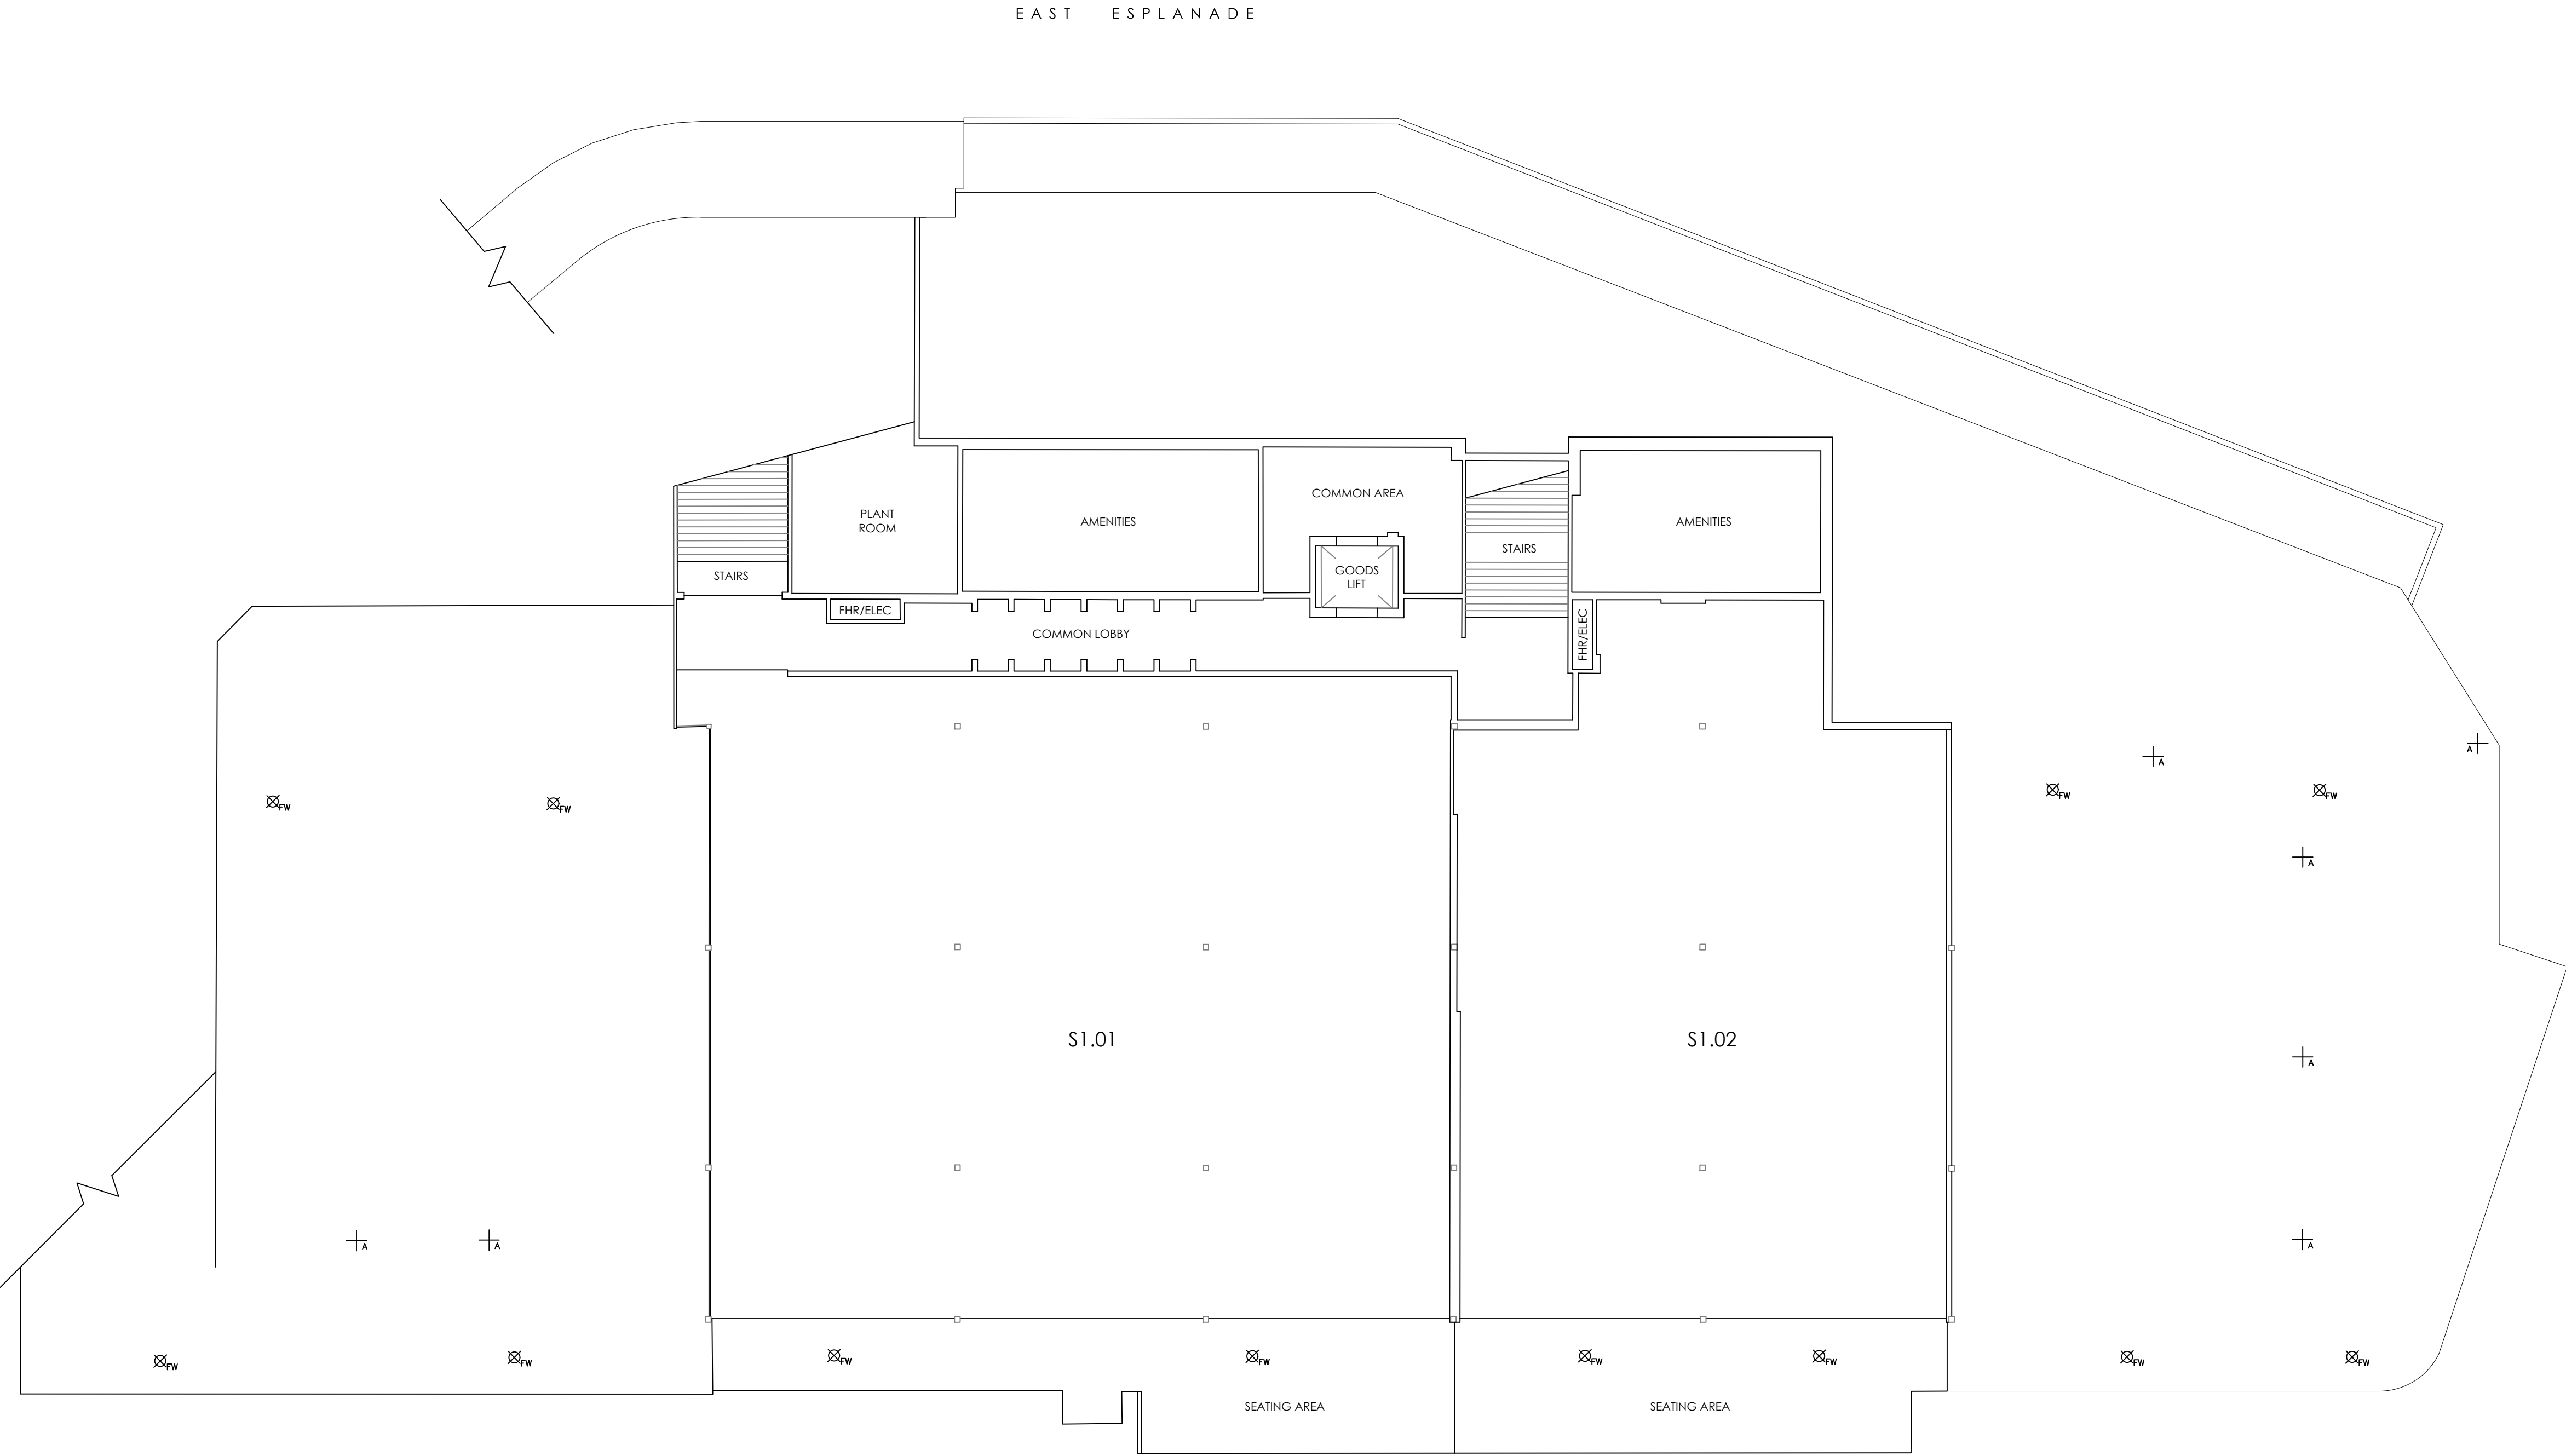 EAST ESPLANADE
COMMON AREA
PLANT
ROOM
AMENITIES
AMENITIES
STAIRS
GOODS
LIFT
STAIRS
FHR/ELEC
FHR/ELEC
COMMON LOBBY
A
A
FW
FW
FW
FW
A
S1.01
S1.02
A
A
A
A
FW
FW
FW
FW
FW
FW
FW
FW
SEATING AREA
SEATING AREA